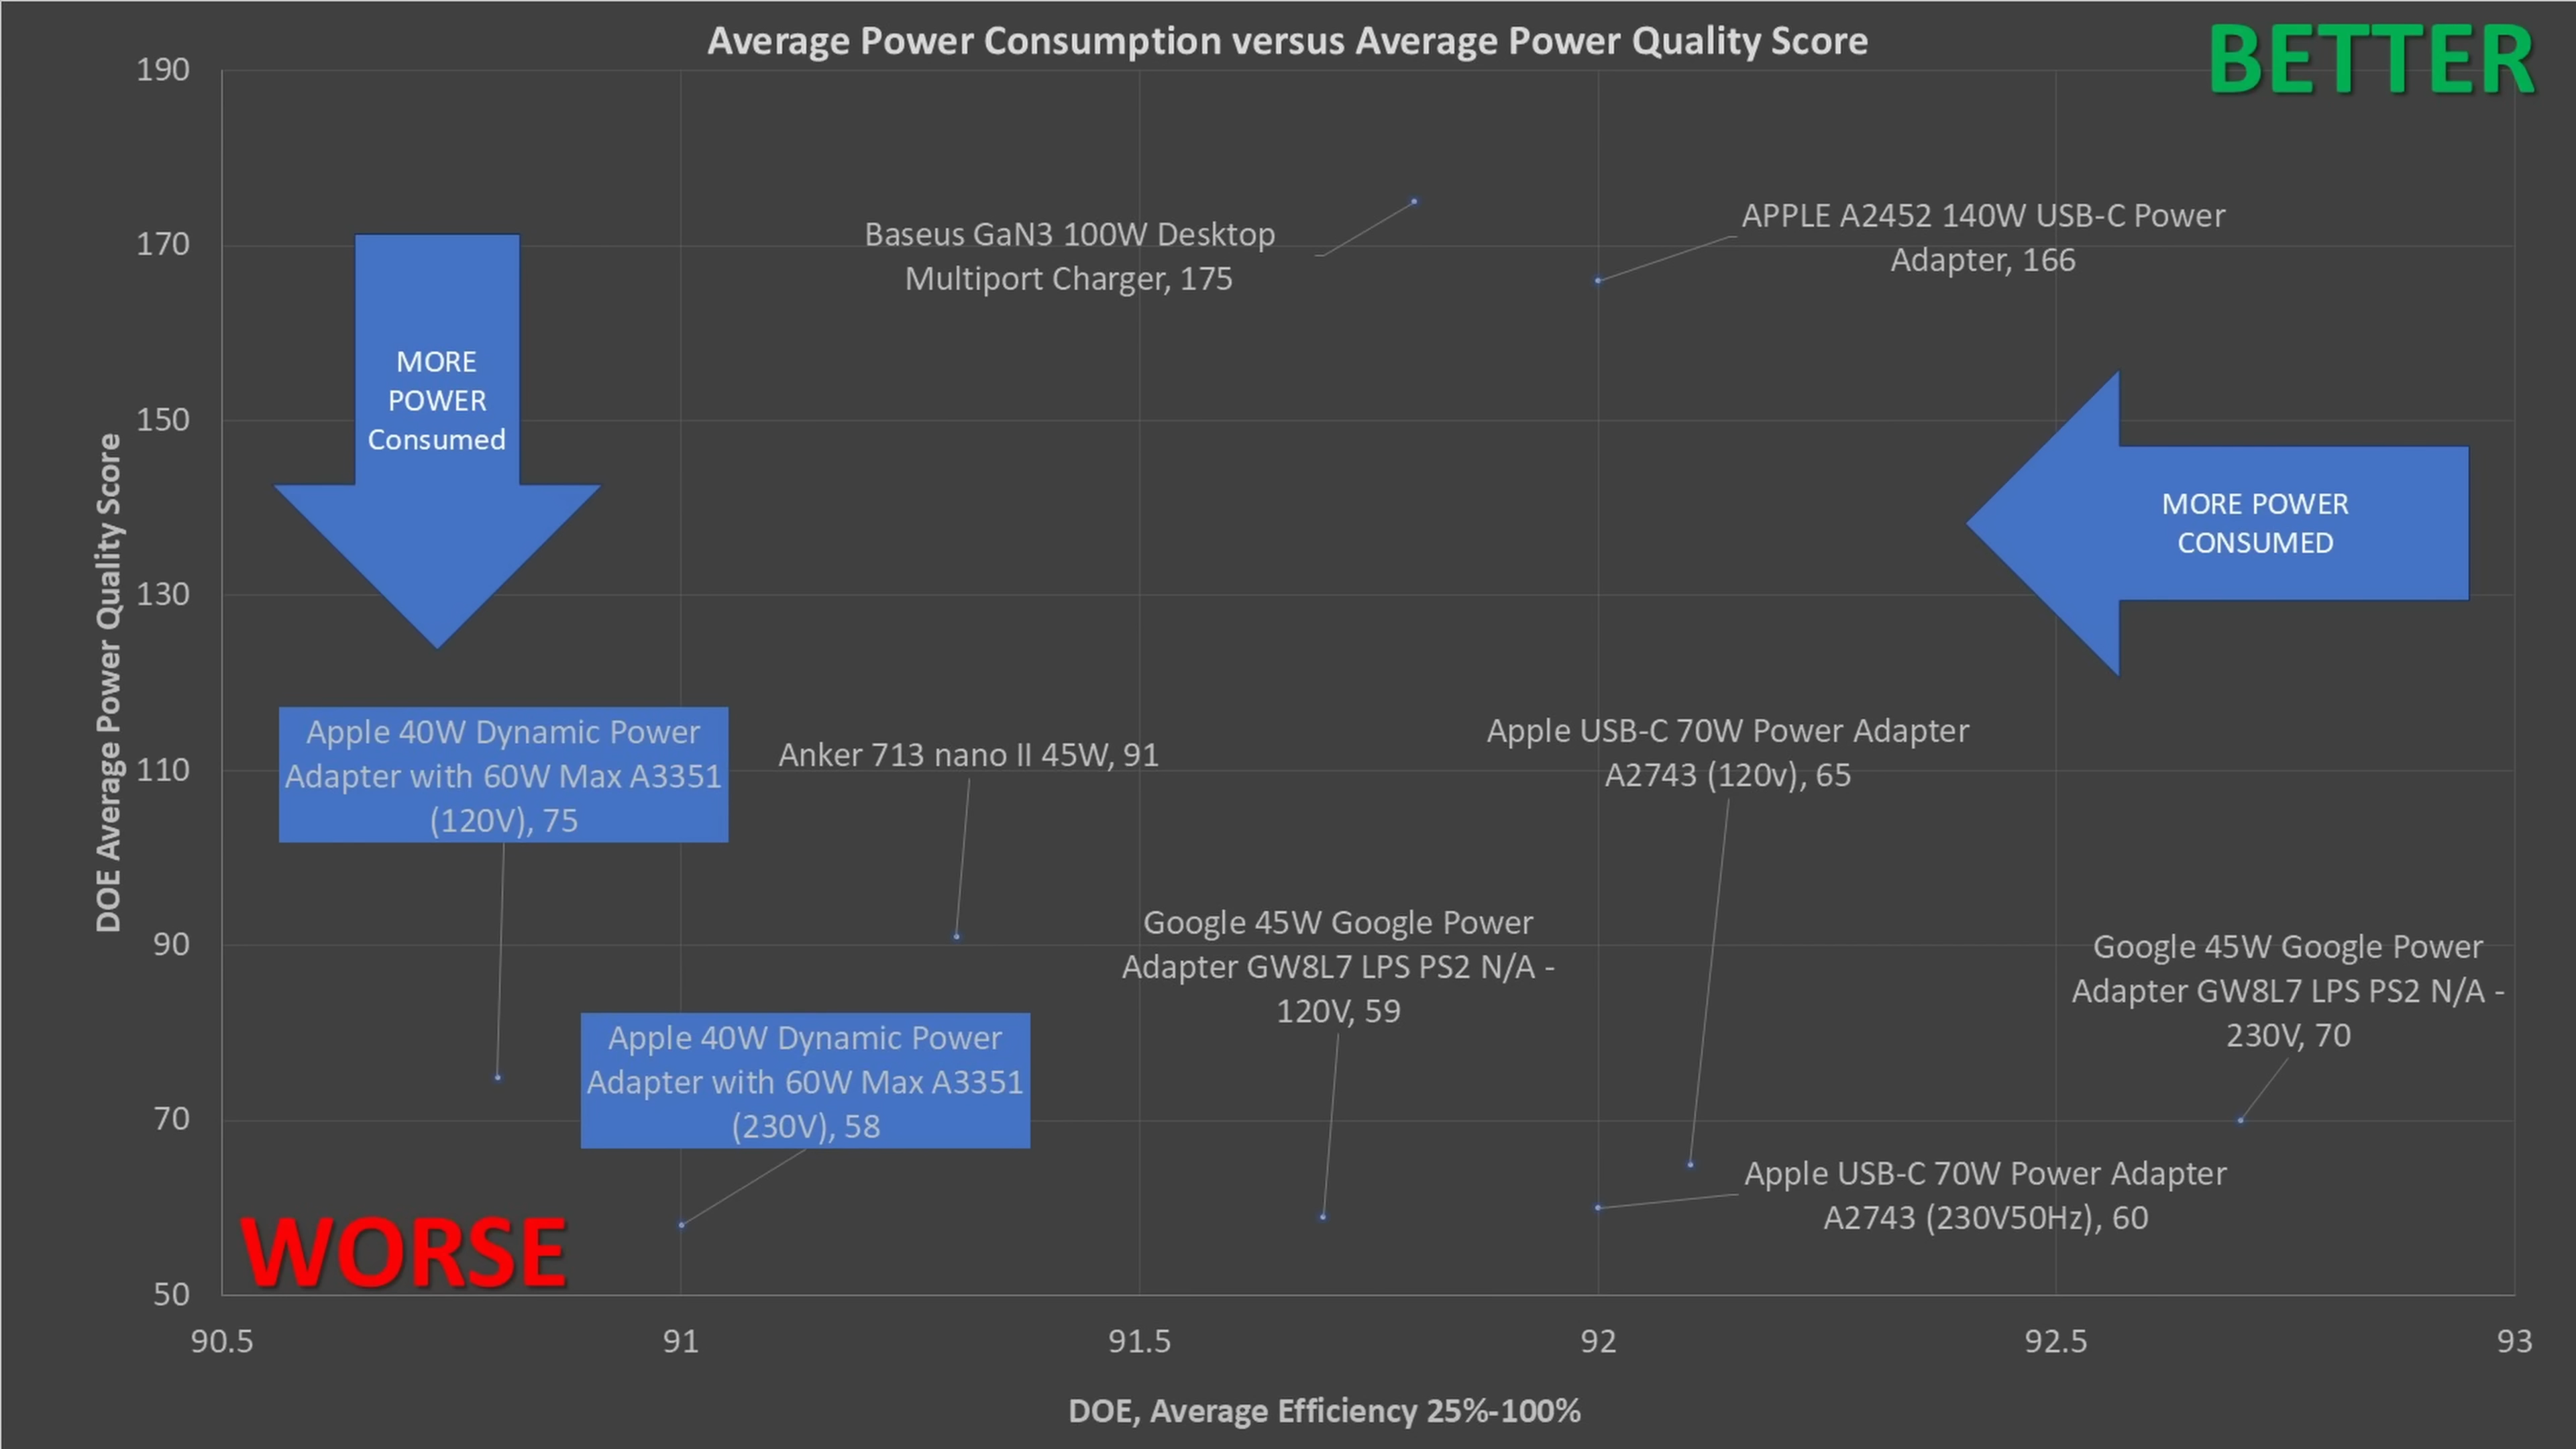 Average Power Consumption versus Average Power Quality Score
BETTER
190
170
150
130
110
90
70
50
DOE Average Power Quality Score
MORE
POWER
Consumed
Baseus GaN3 100W Desktop
Multiport Charger, 175
APPLE A2452 140W USB-C Power
Adapter, 166
MORE POWER
CONSUMED
Apple 40W Dynamic Power
Adapter with 60W Max A3351
(120V), 75
Anker 713 nano II 45W, 91
Apple USB-C 70W Power Adapter
A2743 (120v), 65
Google 45W Google Power
Adapter GW8L7 LPS PS2 N/A -
120V, 59
Google 45W Google Power
Adapter GW8L7 LPS PS2 N/A -
230V, 70
Apple 40W Dynamic Power
Adapter with 60W Max A3351
(230V), 58
Apple USB-C 70W Power Adapter
A2743 (230V50Hz), 60
WORSE
90.5
91
91.5
92
92.5
93
DOE, Average Efficiency 25%-100%